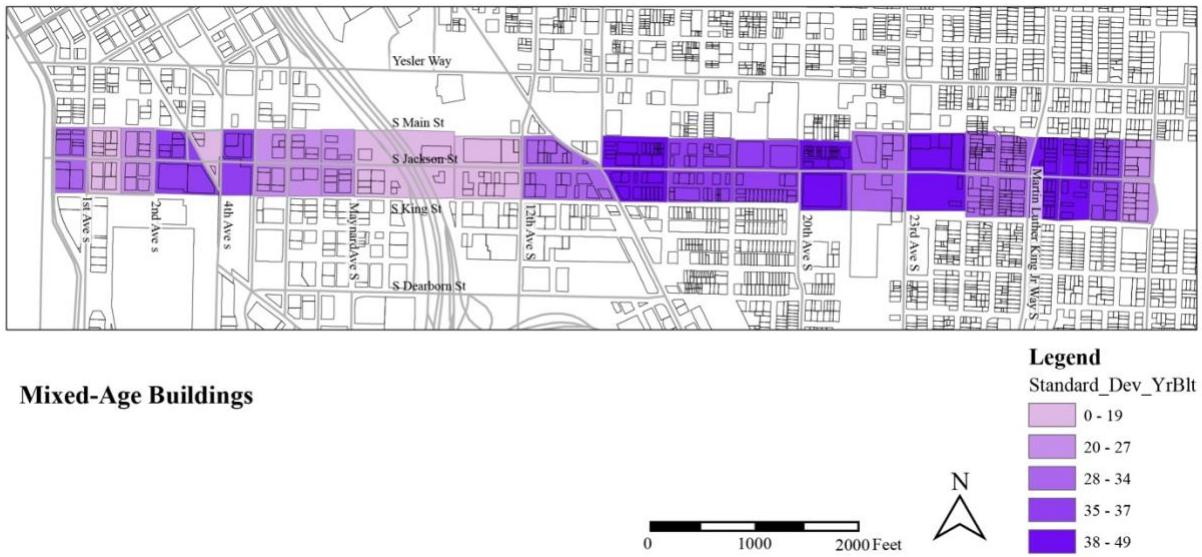 Yesler Way
S Main St
S Jackson St
S King St
S Dearborn St
1st Ave s
2nd Ave s
4th Ave s
Maynard Ave S
12th Ave S
20th Ave S
23rd Ave S
Martin Luther King Jr Way S
Mixed-Age Buildings
Legend
Standard_Dev_YrBlt
0 - 19
20 - 27
28 - 34
35 - 37
38 - 49
N
0 1000 2000 Feet